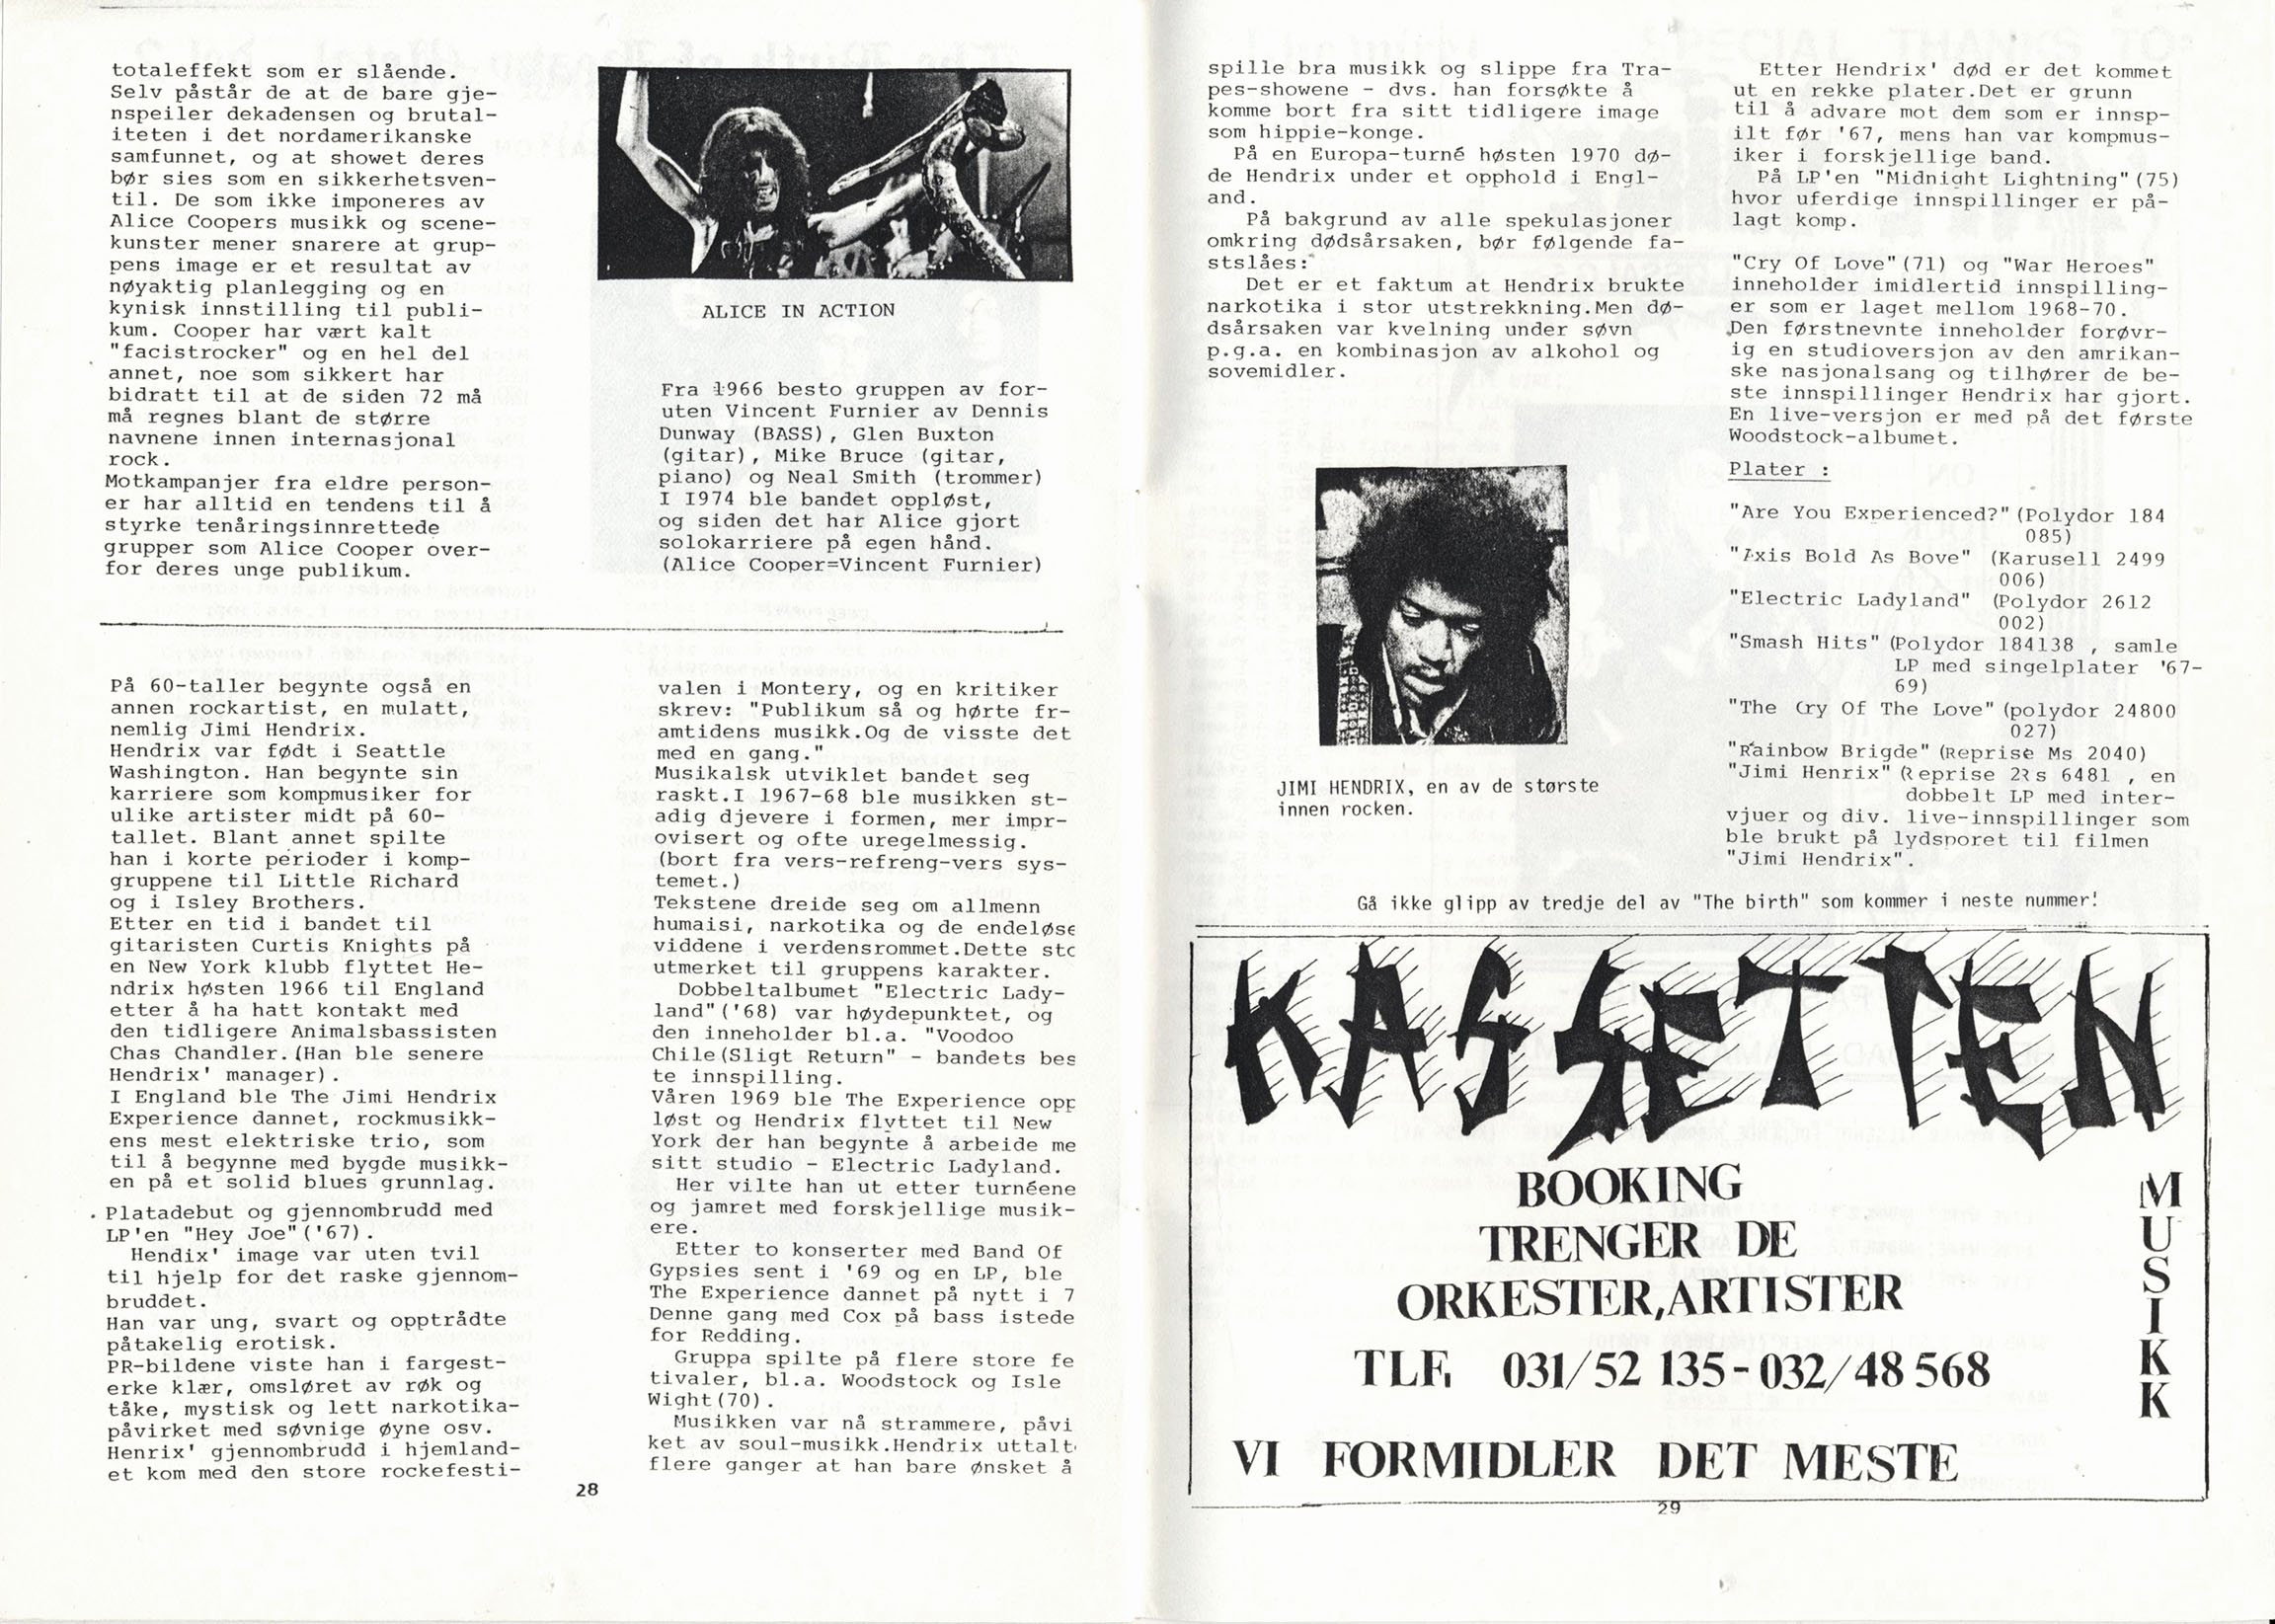 totaleffekt som er slående.
Selv påstår de at de bare gje-
nspeiler dekadensen og brutal-
iteten i det nordamerikanske
samfunnet, og at showet deres
bør sies som en sikkerhetsven-
til. De som ikke imponeres av
Alice Coopers musikk og scene-
kunster mener snarere at grup-
pens image er et resultat av
nøyaktig planlegging og en
kynisk innstilling til publi-
kum. Cooper har vært kalt
"facistrocker" og en hel del
annet, noe som sikkert har
bidratt til at de siden 72 må
må regnes blant de større
navnene innen internasjonal
rock.
Motkampanjer fra eldre person-
er har alltid en tendens til å
styrke tenåringsinnrettede
grupper som Alice Cooper over-
for deres unge publikum.
ALICE IN ACTION
Fra 1966 besto gruppen av for-
uten Vincent Furnier av Dennis
Dunway (BASS), Glen Buxton
(gitar), Mike Bruce (gitar,
piano) og Neal Smith (trommer)
I I974 ble bandet oppløst,
og siden det har Alice gjort
solokarriere på egen hånd.
(Alice Cooper=Vincent Furnier)
På 60-taller begynte også en
annen rockartist, en mulatt,
nemlig Jimi Hendrix.
Hendrix var født i Seattle
Washington. Han begynte sin
karriere som kompmusiker for
ulike artister midt på 60-
tallet. Blant annet spilte
han i korte perioder i komp-
gruppene til Little Richard
og i Isley Brothers.
Etter en tid i bandet til
gitaristen Curtis Knights på
en New York klubb flyttet He-
ndrix høsten 1966 til England
etter å ha hatt kontakt med
den tidligere Animalsbassisten
Chas Chandler.(Han ble senere
Hendrix' manager).
I England ble The Jimi Hendrix
Experience dannet, rockmusikk-
ens mest elektriske trio, som
til å begynne med bygde musikk-
en på et solid blues grunnlag.
Platadebut og gjennombrudd med
LP'en "Hey Joe"('67).
Hendix' image var uten tvil
til hjelp for det raske gjennom-
bruddet.
Han var ung, svart og opptrådte
påtakelig erotisk.
PR-bildene viste han i fargest-
erke klær, omsløret av røk og
tåke, mystisk og lett narkotika-
påvirket med søvnige øyne osv.
Henrix' gjennombrudd i hjemland-
et kom med den store rockefesti-
valen i Montery, og en kritiker
skrev: "Publikum så og hørte fr-
amtidens musikk.Og de visste det
med en gang."
Musikalsk utviklet bandet seg
raskt.I 1967-68 ble musikken st-
adig djevere i formen, mer impr-
ovisert og ofte uregelmessig.
(bort fra vers-refreng-vers sys-
temet.)
Tekstene dreide seg om allmenn
humaisi, narkotika og de endeløse
viddene i verdensrommet.Dette sto
utmerket til gruppens karakter.
Dobbeltalbumet "Electric Lady-
land"('68) var høydepunktet, og
den inneholder bl.a. "Voodoo
Chile(Sligt Return" - bandets bes
te innspilling.
Våren 1969 ble The Experience opp
løst og Hendrix flyttet til New
York der han begynte å arbeide me
sitt studio - Electric Ladyland.
Her vilte han ut etter turnéene
og jamret med forskjellige musik-
ere.
Etter to konserter med Band Of
Gypsies sent i '69 og en LP, ble
The Experience dannet på nytt i 7
Denne gang med Cox på bass istede
for Redding.
Gruppa spilte på flere store fe
tivaler, bl.a. Woodstock og Isle
Wight(70).
Musikken var nå strammere, påvi
ket av soul-musikk.Hendrix uttalt
flere ganger at han bare ønsket å
28
spille bra musikk og slippe fra Tra-
pes-showene - dvs. han forsøkte å
komme bort fra sitt tidligere image
som hippie-konge.
På en Europa-turné høsten 1970 dø-
de Hendrix under et opphold i Engl-
and.
På bakgrund av alle spekulasjoner
omkring dødsårsaken, bør følgende fa-
stslåes:
Det er et faktum at Hendrix brukte
narkotika i stor utstrekkning.Men dø-
dsårsaken var kvelning under søvn
p.g.a. en kombinasjon av alkohol og
sovemidler.
JIMI HENDRIX, en av de største
innen rocken.
Etter Hendrix' død er det kommet
ut en rekke plater.Det er grunn
til å advare mot dem som er innsp-
ilt før '67, mens han var kompmus-
iker i forskjellige band.
På LP'en "Midnight Lightning"(75)
hvor uferdige innspillinger er på-
lagt komp.
"Cry Of Love"(71) og "War Heroes"
inneholder imidlertid innspilling-
er som er laget mellom 1968-70.
Den førstnevnte inneholder forøvr-
ig en studioversjon av den amrikan-
ske nasjonalsang og tilhører de be-
ste innspillinger Hendrix har gjort.
En live-versjon er med på det første
Woodstock-albumet.
Plater :
"Are You Experienced?"(Polydor 184
085)
"Axis Bold As Bove" (Karusell 2499
006)
"Electric Ladyland" (Polydor 2612
002)
"Smash Hits"(Polydor 184138 , samle
LP med singelplater '67-
69)
"The Cry Of The Love"(polydor 24800
027)
"Rainbow Brigde"(Reprise Ms 2040)
"Jimi Henrix"(Reprise 2Rs 6481 , en
dobbelt LP med inter-
vjuer og div. live-innspillinger som
ble brukt på lydsporet til filmen
"Jimi Hendrix".
Gå ikke glipp av tredje del av "The birth" som kommer i neste nummer!
KASSETTEN
MUSIKK
BOOKING
TRENGER DE
ORKESTER,ARTISTER
TLF. 031/52 135-032/48 568
VI FORMIDLER DET MESTE
29